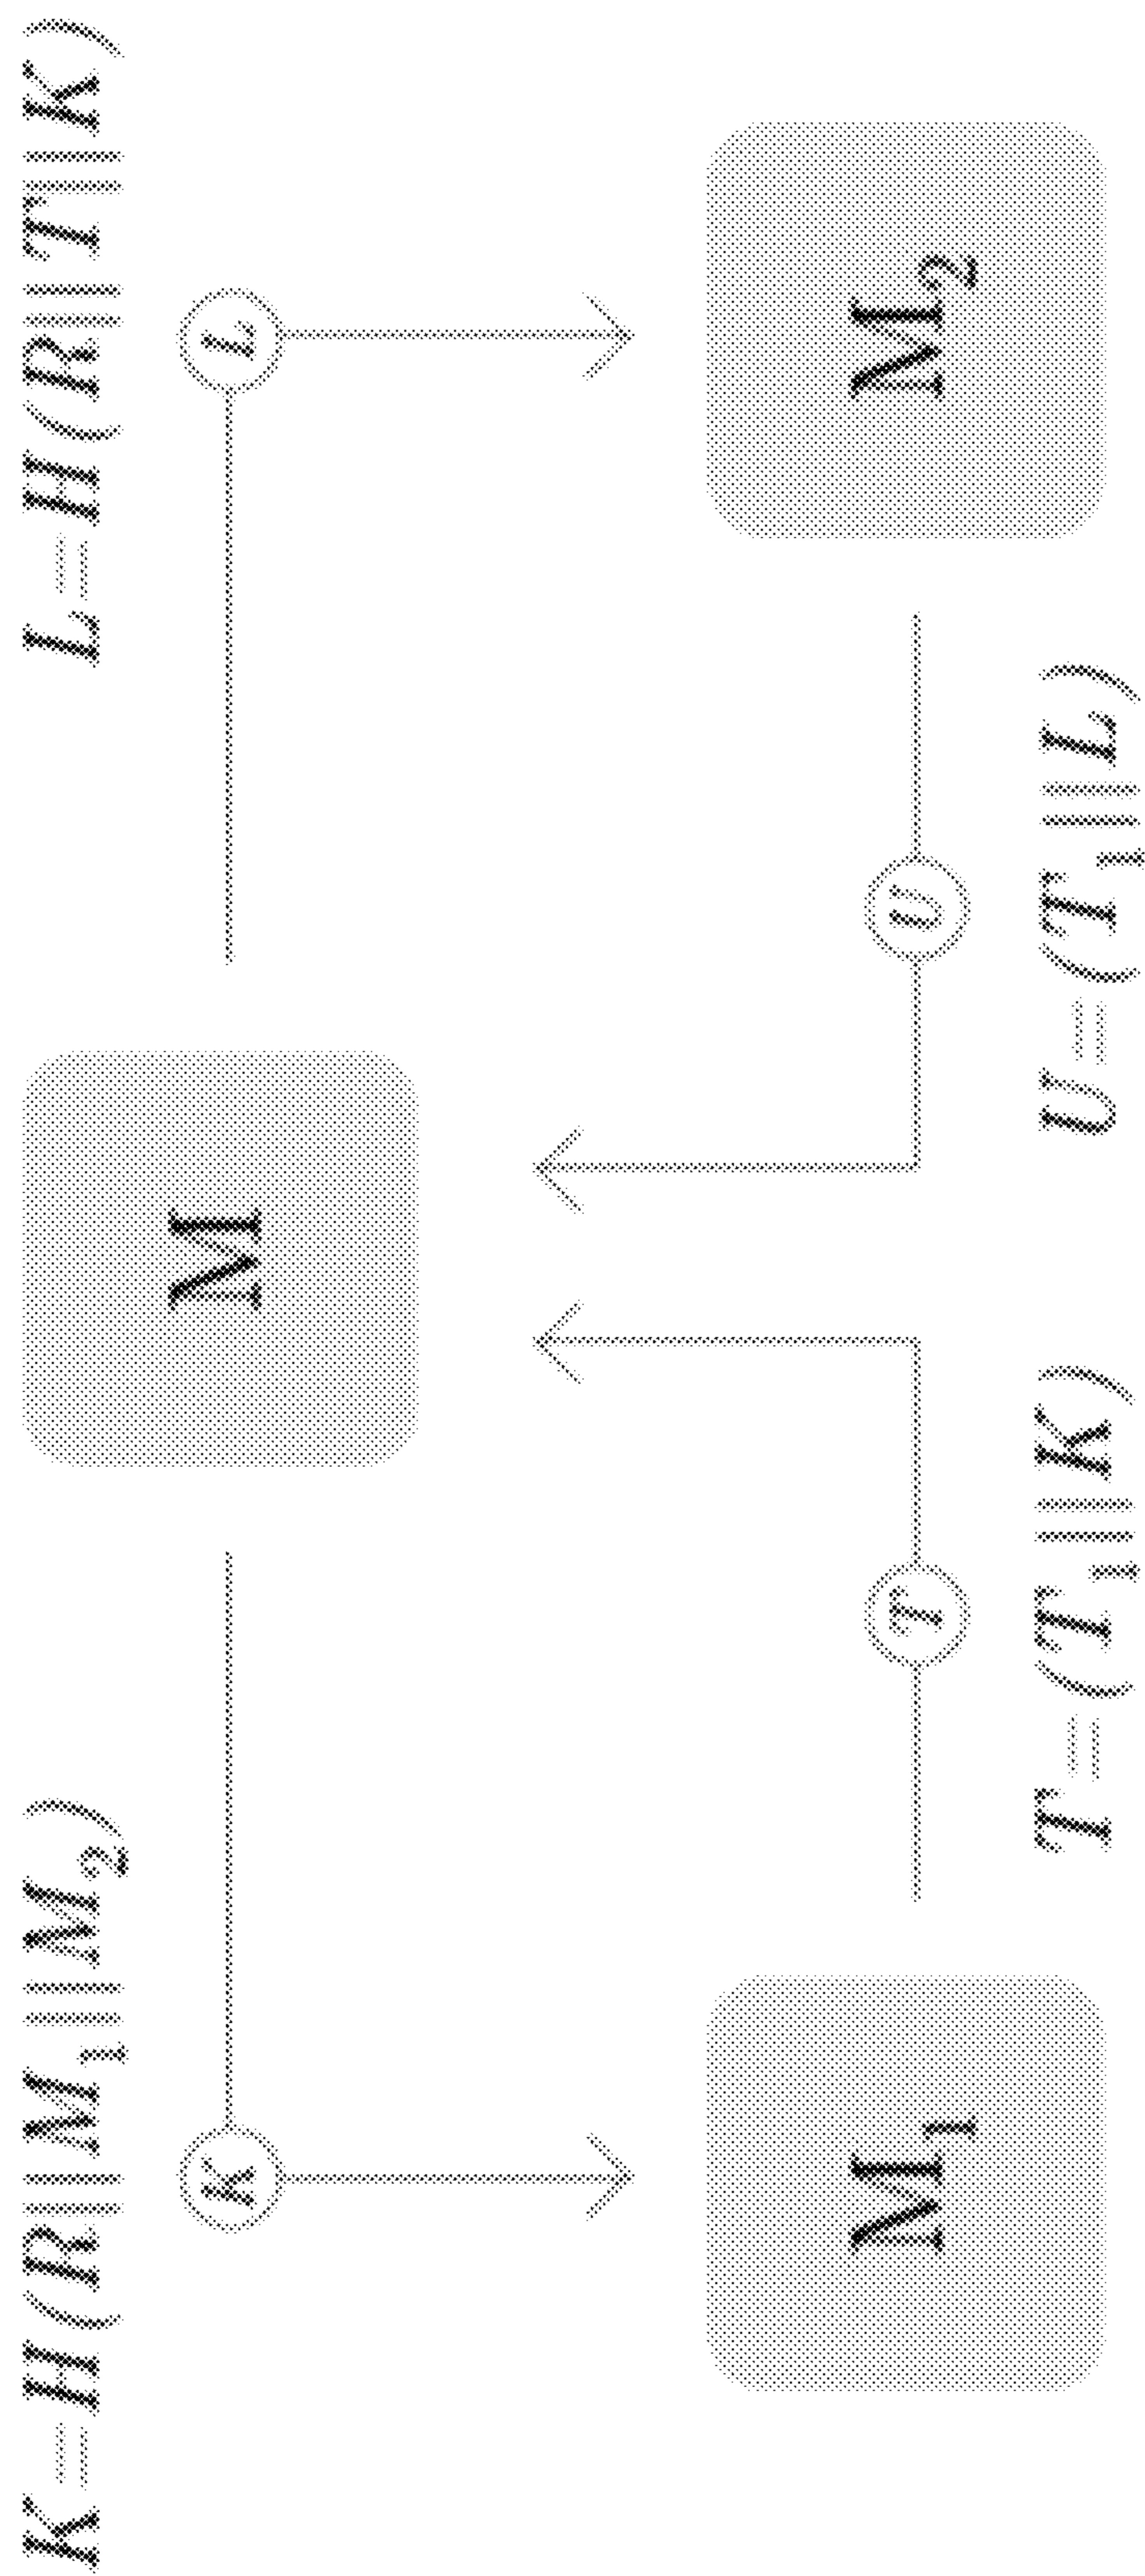 K=H(R||M₁||M₂)
L=H(R||T||K)
K
M
L
M₁
T
U
M₂
T=(T₁||K)
U=(T₁||L)